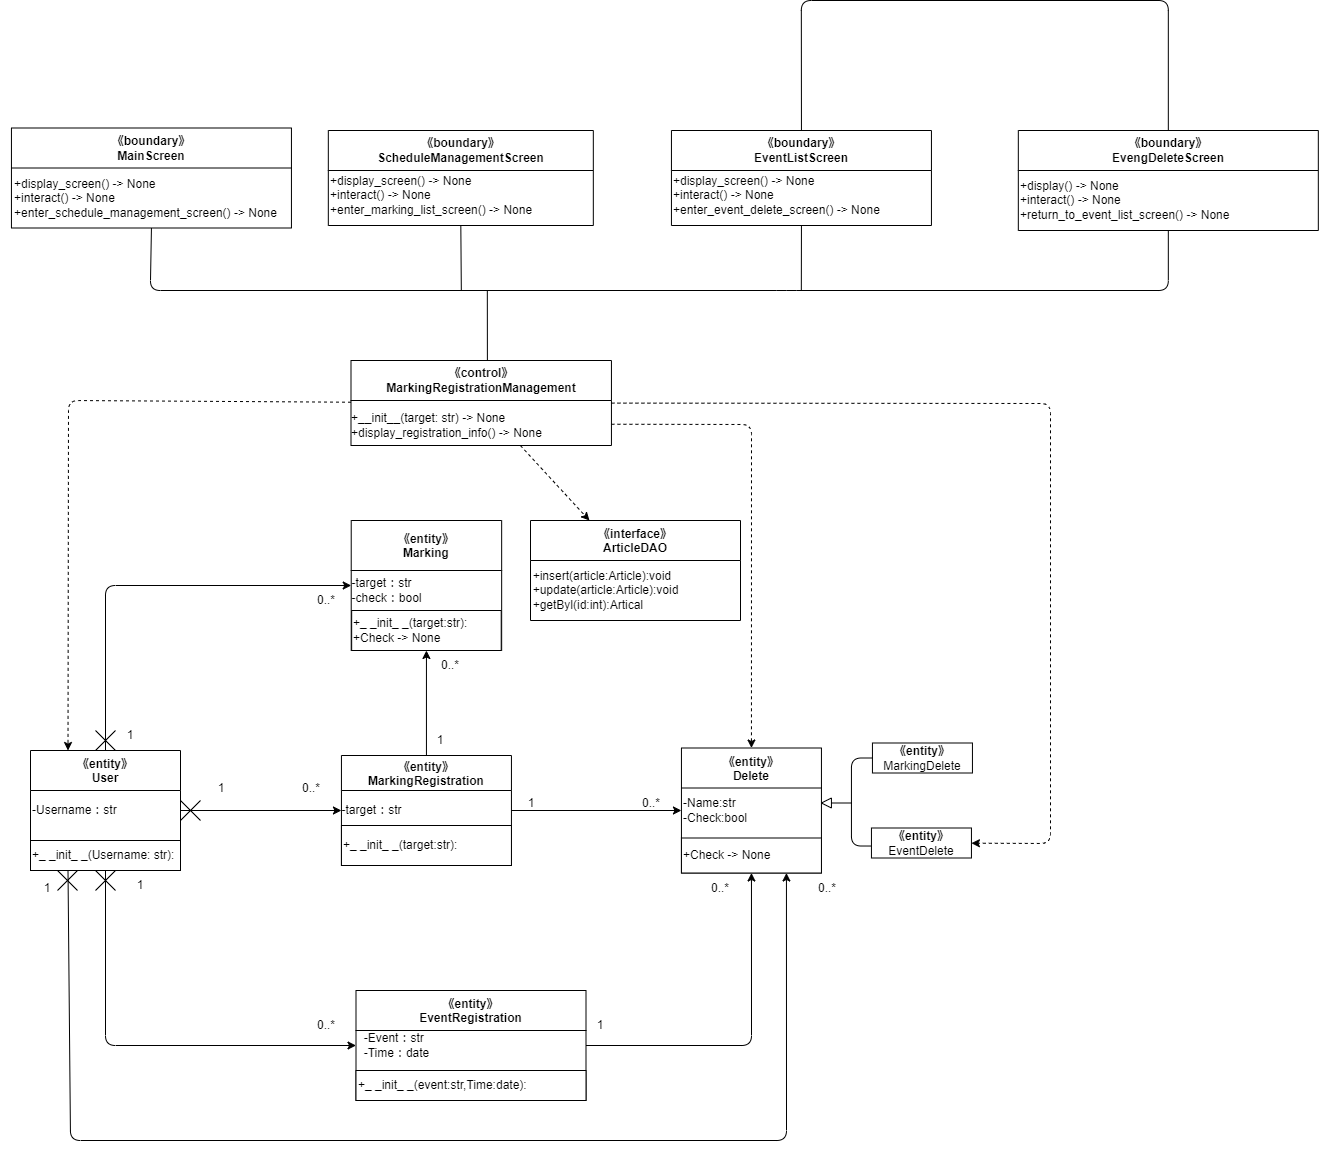 《boundary》
MainScreen
+display_screen() -> None
+interact() -> None
+enter_schedule_management_screen() -> None
《boundary》
ScheduleManagementScreen
+display_screen() -> None
+interact() -> None
+enter_marking_list_screen() -> None
《boundary》
EventListScreen
+display_screen() -> None
+interact() -> None
+enter_event_delete_screen() -> None
《boundary》
EvengDeleteScreen
+display() -> None
+interact() -> None
+return_to_event_list_screen() -> None
《control》
MarkingRegistrationManagement
+__init__(target: str) -> None
+display_registration_info() -> None
《entity》
Marking
-target：str
-check：bool
+_ _init_ _(target:str):
+Check -> None
《interface》
ArticleDAO
+insert(article:Article):void
+update(article:Article):void
+getByI(id:int):Artical
0..*
0..*
1
1
《entity》
User
-Username：str
+_ _init_ _(Username: str):
1
0..*
《entity》
MarkingRegistration
-target：str
+_ _init_ _(target:str):
1
0..*
《entity》
Delete
-Name:str
-Check:bool
+Check -> None
《entity》
MarkingDelete
《entity》
EventDelete
1
1
0..*
0..*
0..*
《entity》
EventRegistration
-Event：str
-Time：date
+_ _init_ _(event:str,Time:date):
1